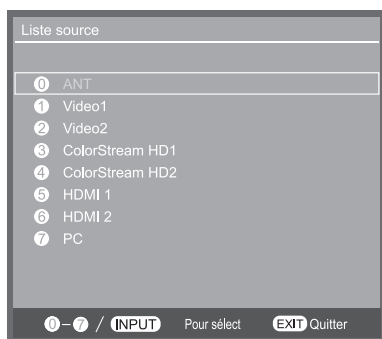 Liste source
0 ANT
1 Video1
2 Video2
3 ColorStream HD1
4 ColorStream HD2
5 HDMI 1
6 HDMI 2
7 PC
0-7 / INPUT Pour sélect EXIT Quitter